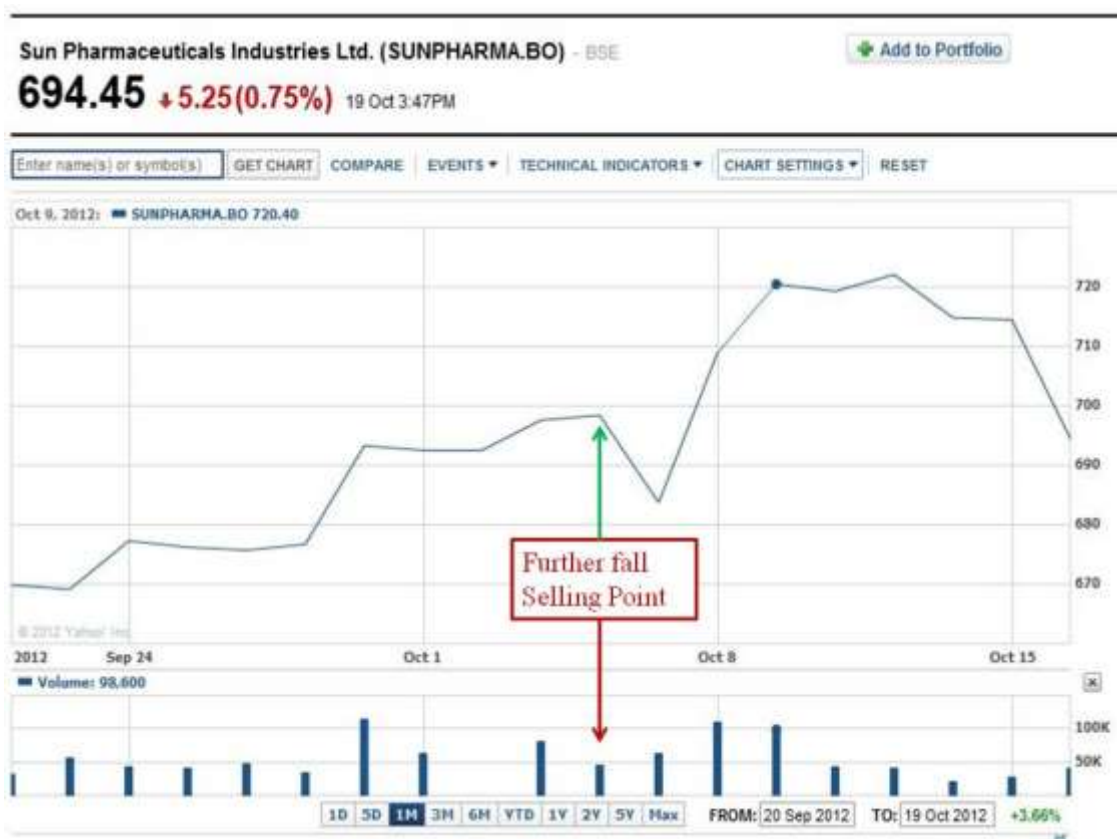 Sun Pharmaceuticals Industries Ltd. (SUNPHARMA.BO) - BSE
Add to Portfolio
694.45 5.25(0.75%) 19 Oct 3:47PM
Enter name(s) or symbol(s) GET CHART COMPARE EVENTS TECHNICAL INDICATORS CHART SETTINGS RESET
Oct 9, 2012: SUNPHARMA.BO 720.40
720
710
700
690
680
670
Further fall
Selling Point
© 2012 Yahoo! Inc.
2012 Sep 24 Oct 1 Oct 8 Oct 15
Volume: 98,600
100K
50K
1D 5D 1M 3M 6M YTD 1Y 2Y 5Y Max FROM: 20 Sep 2012 TO: 19 Oct 2012 +3.66%